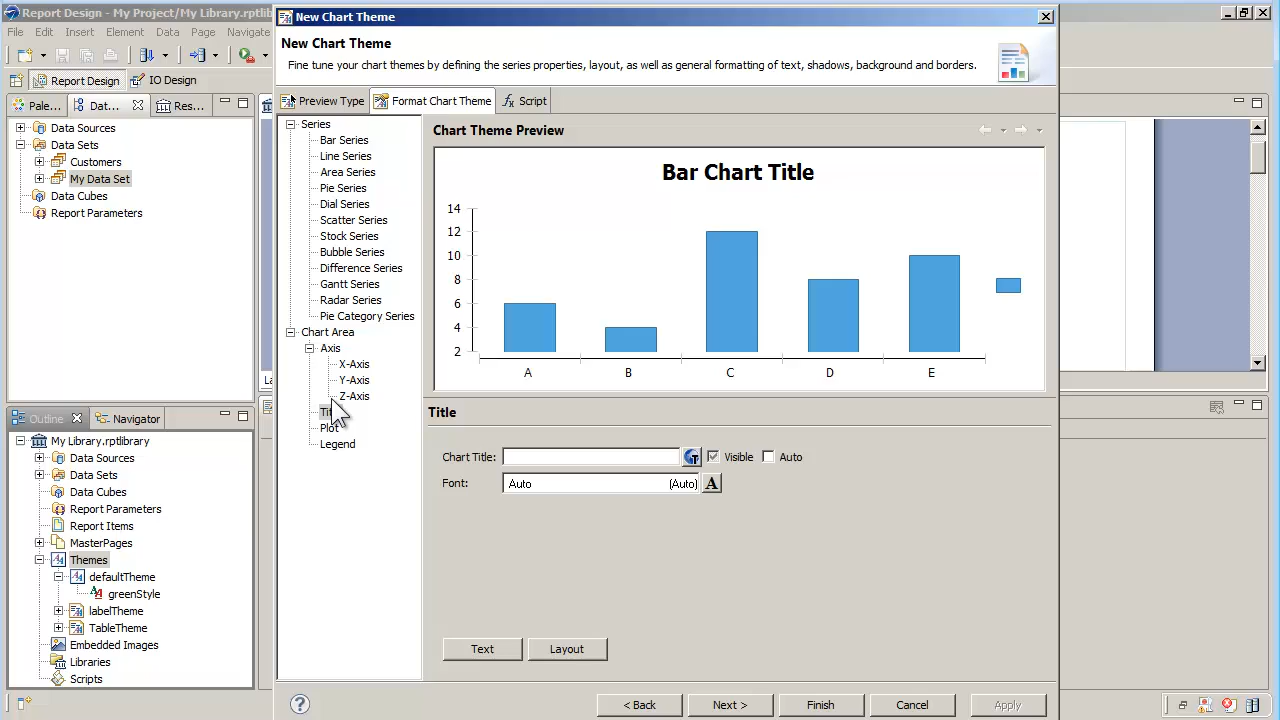 Report Design - My Project/My Library.rptlib
New Chart Theme
File Edit Insert Element Data Page Navigate
New Chart Theme
Fine tune your chart themes by defining the series properties, layout, as well as general formatting of text, shadows, background and borders.
Report Design
IO Design
Pale...
Dat...
Res...
Preview Type
Format Chart Theme
Script
Data Sources
Data Sets
Customers
My Data Set
Data Cubes
Report Parameters
Series
Bar Series
Line Series
Area Series
Pie Series
Dial Series
Scatter Series
Stock Series
Bubble Series
Difference Series
Gantt Series
Radar Series
Pie Category Series
Chart Area
Axis
X-Axis
Y-Axis
Z-Axis
Plot
Legend
Chart Theme Preview
Bar Chart Title
14
12
10
8
6
4
2
A B C D E
Title
Chart Title:
Visible
Auto
Font:
Auto (Auto)
A
Text
Layout
Outline
Navigator
My Library.rptlibrary
Data Sources
Data Sets
Data Cubes
Report Parameters
Report Items
MasterPages
Themes
defaultTheme
greenStyle
labelTheme
TableTheme
Embedded Images
Libraries
Scripts
< Back
Next >
Finish
Cancel
Apply